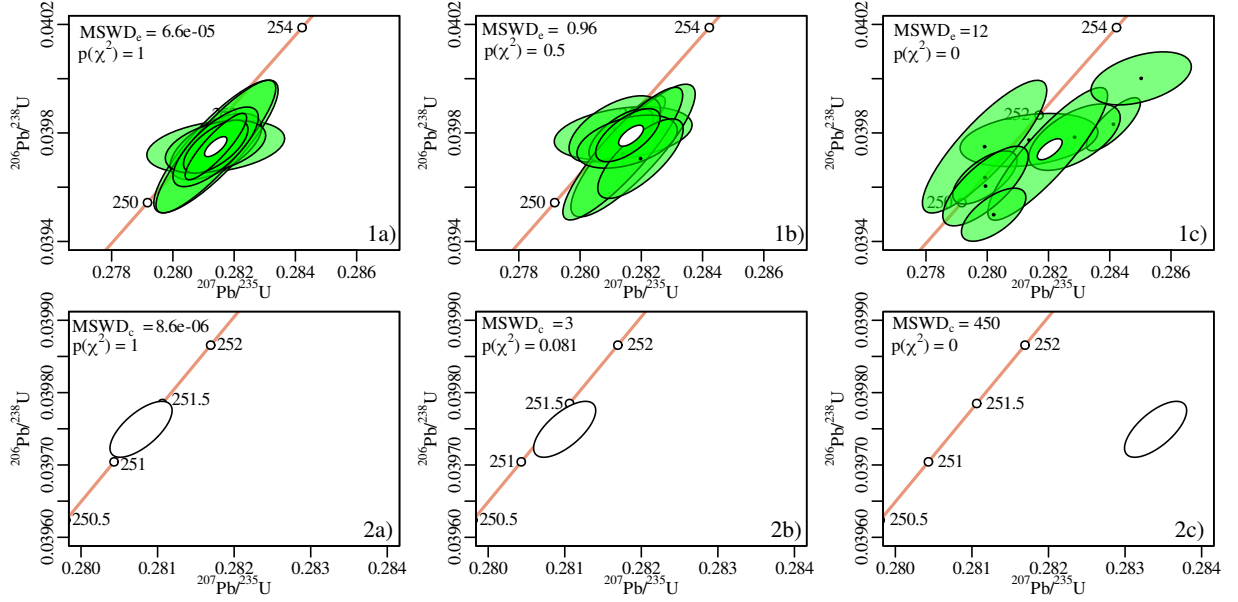 MSWDₑ = 6.6e-05
p(χ²) = 1
254
250
1a)
0.0402
0.0398
0.0394
²⁰⁶Pb/²³⁸U
0.278 0.280 0.282 0.284 0.286
²⁰⁷Pb/²³⁵U
MSWDₑ = 0.96
p(χ²) = 0.5
254
250
1b)
0.0402
0.0398
0.0394
²⁰⁶Pb/²³⁸U
0.278 0.280 0.282 0.284 0.286
²⁰⁷Pb/²³⁵U
MSWDₑ =12
p(χ²) = 0
254
252
250
1c)
0.0402
0.0398
0.0394
²⁰⁶Pb/²³⁸U
0.278 0.280 0.282 0.284 0.286
²⁰⁷Pb/²³⁵U
MSWD_c = 8.6e-06
p(χ²) = 1
252
251.5
251
250.5
2a)
0.03990
0.03980
0.03970
0.03960
²⁰⁶Pb/²³⁸U
0.280 0.281 0.282 0.283 0.284
²⁰⁷Pb/²³⁵U
MSWD_c = 3
p(χ²) = 0.081
252
251.5
251
250.5
2b)
0.03990
0.03980
0.03970
0.03960
²⁰⁶Pb/²³⁸U
0.280 0.281 0.282 0.283 0.284
²⁰⁷Pb/²³⁵U
MSWD_c = 450
p(χ²) = 0
252
251.5
251
250.5
2c)
0.03990
0.03980
0.03970
0.03960
²⁰⁶Pb/²³⁸U
0.280 0.281 0.282 0.283 0.284
²⁰⁷Pb/²³⁵U